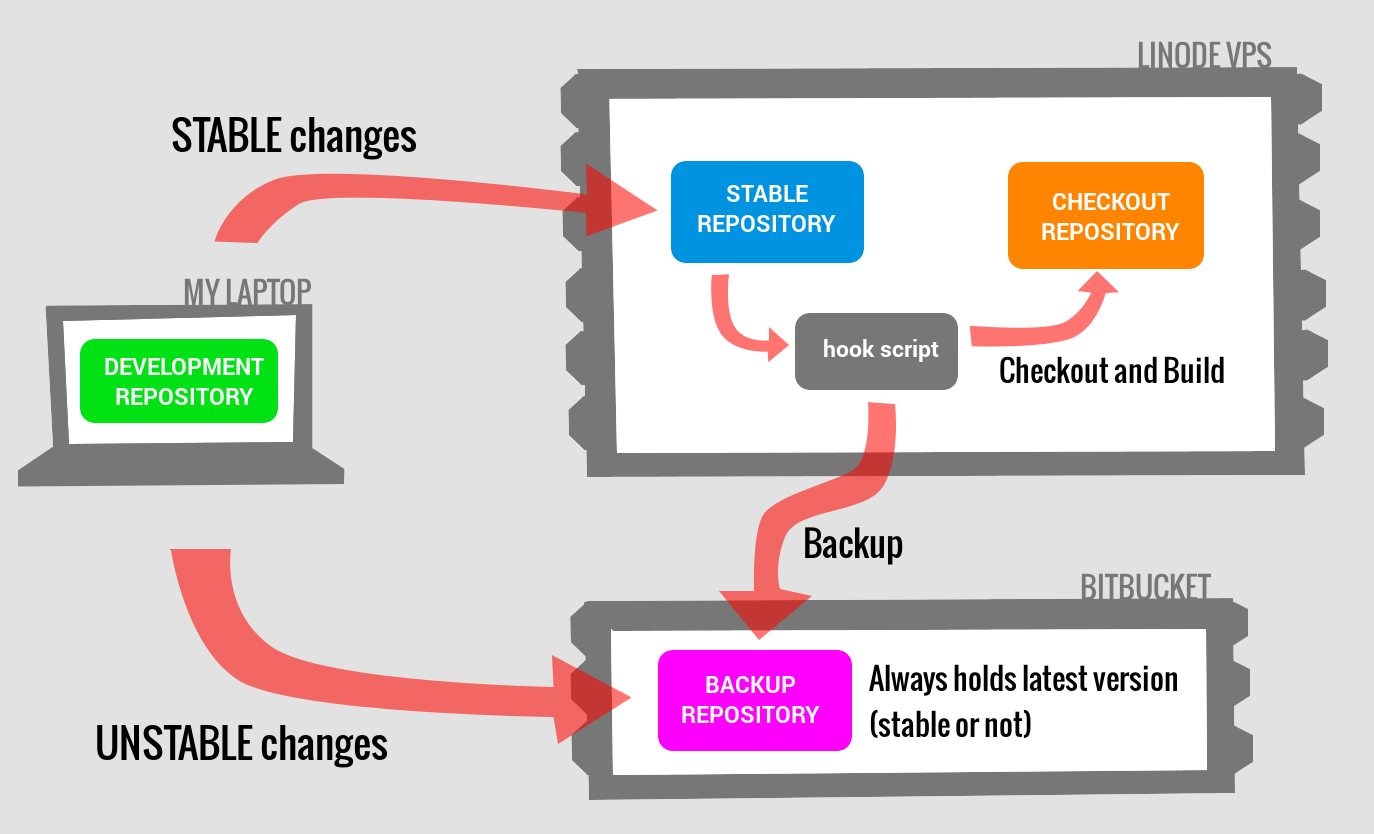 LINODE VPS
STABLE changes
STABLE
REPOSITORY
CHECKOUT
REPOSITORY
MY LAPTOP
DEVELOPMENT
REPOSITORY
hook script
Checkout and Build
Backup
BITBUCKET
BACKUP
REPOSITORY
Always holds latest version
(stable or not)
UNSTABLE changes